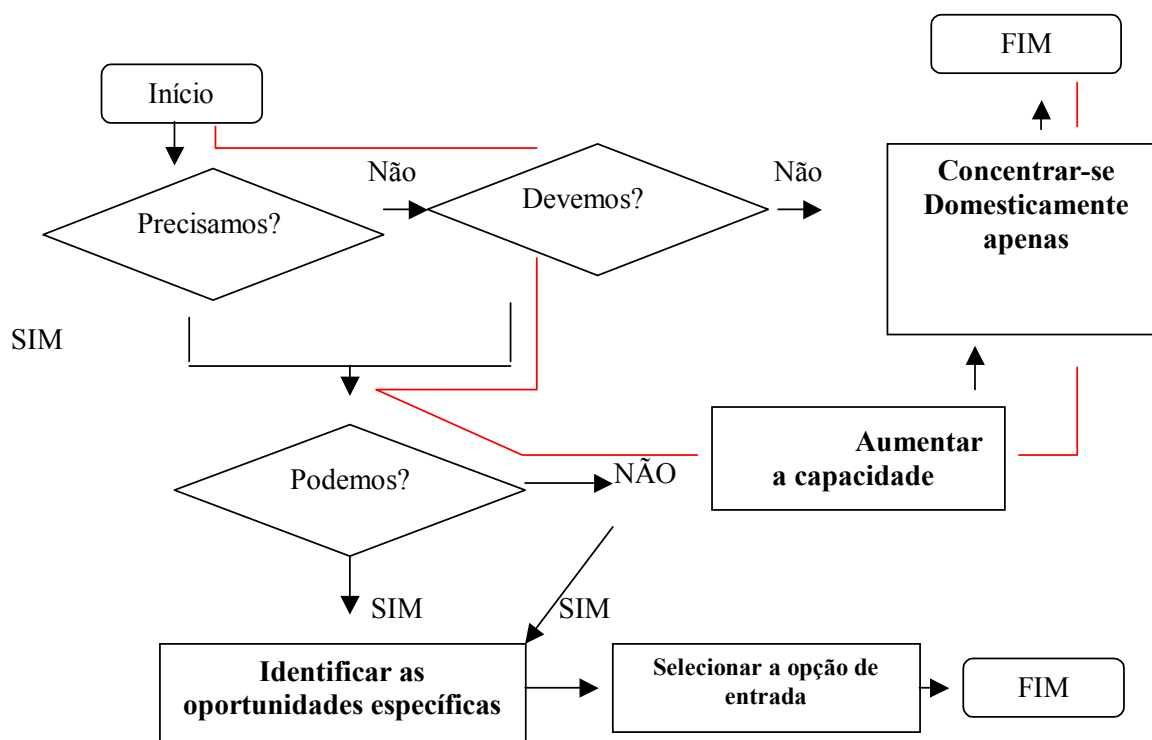 FIM
Início
Não
Não
Precisamos?
Devemos?
Concentrar-se
Domesticamente
apenas
SIM
Aumentar
a capacidade
Podemos?
NÃO
SIM
SIM
Identificar as
oportunidades específicas
Selecionar a opção de
entrada
FIM